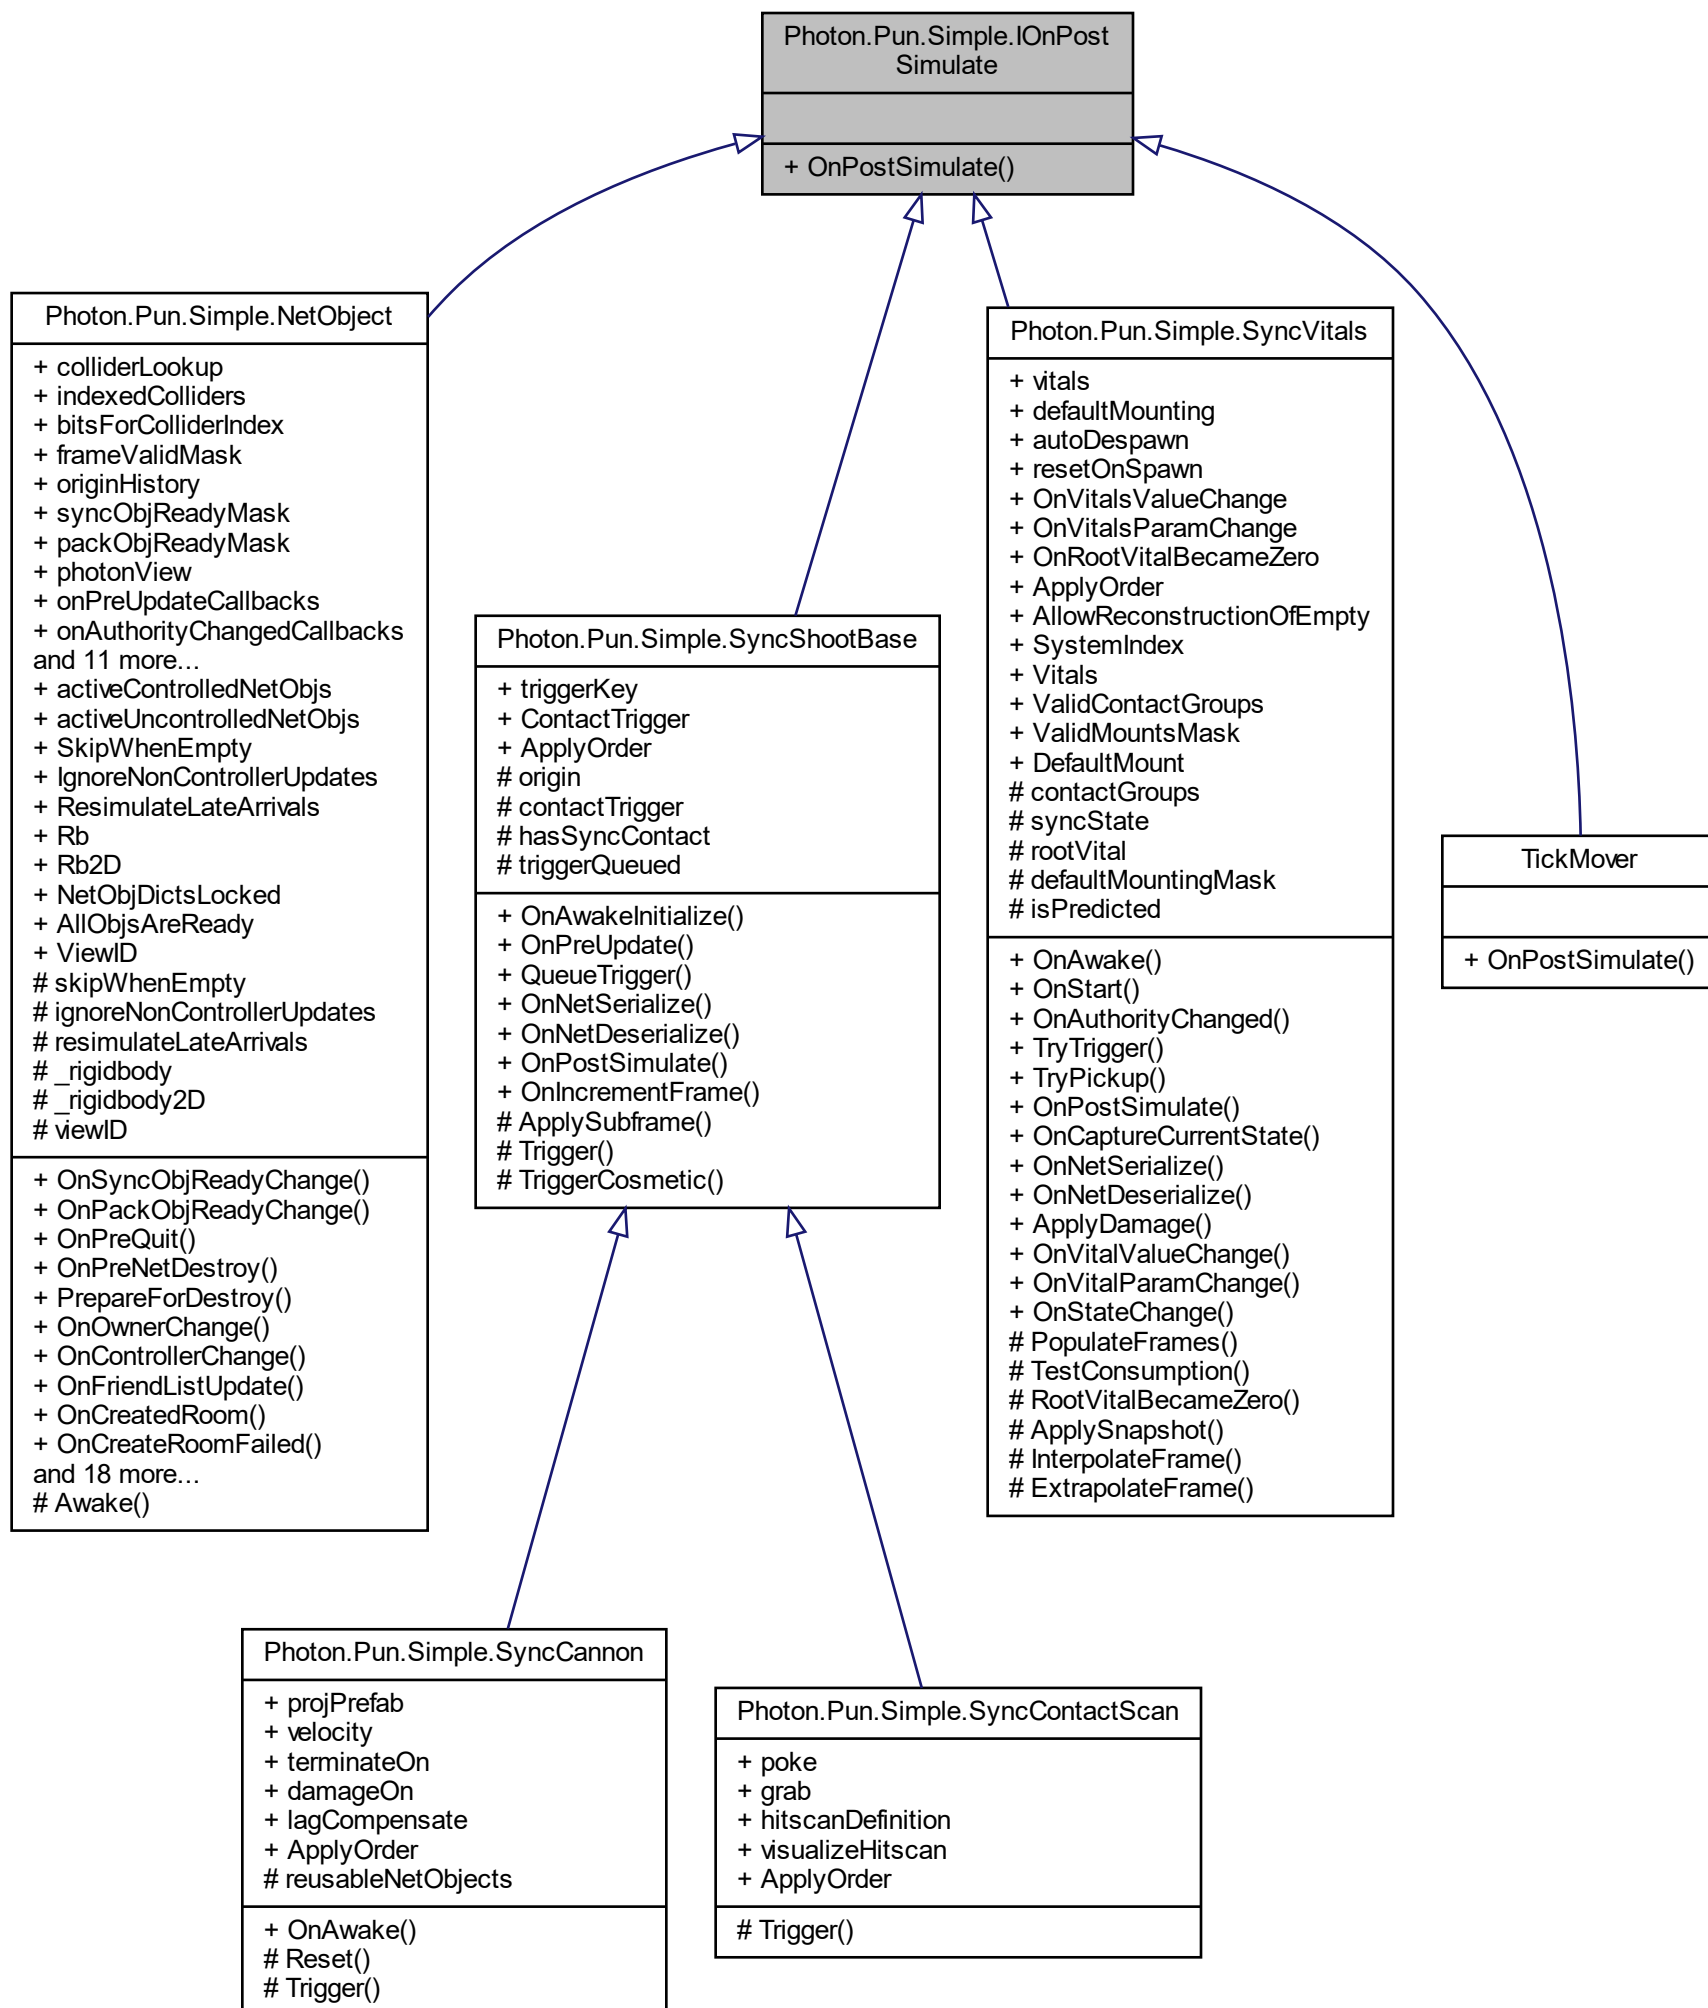 Photon.Pun.Simple.IOnPost
Simulate
+ OnPostSimulate()
Photon.Pun.Simple.NetObject
+ colliderLookup
+ indexedColliders
+ bitsForColliderIndex
+ frameValidMask
+ originHistory
+ syncObjReadyMask
+ packObjReadyMask
+ photonView
+ onPreUpdateCallbacks
+ onAuthorityChangedCallbacks
and 11 more...
+ activeControlledNetObjs
+ activeUncontrolledNetObjs
+ SkipWhenEmpty
+ IgnoreNonControllerUpdates
+ ResimulateLateArrivals
+ Rb
+ Rb2D
+ NetObjDictsLocked
+ AllObjsAreReady
+ ViewID
# skipWhenEmpty
# ignoreNonControllerUpdates
# resimulateLateArrivals
# _rigidbody
# _rigidbody2D
# viewID
+ OnSyncObjReadyChange()
+ OnPackObjReadyChange()
+ OnPreQuit()
+ OnPreNetDestroy()
+ PrepareForDestroy()
+ OnOwnerChange()
+ OnControllerChange()
+ OnFriendListUpdate()
+ OnCreatedRoom()
+ OnCreateRoomFailed()
and 18 more...
# Awake()
Photon.Pun.Simple.SyncShootBase
+ triggerKey
+ ContactTrigger
+ ApplyOrder
# origin
# contactTrigger
# hasSyncContact
# triggerQueued
+ OnAwakeInitialize()
+ OnPreUpdate()
+ QueueTrigger()
+ OnNetSerialize()
+ OnNetDeserialize()
+ OnPostSimulate()
+ OnIncrementFrame()
# ApplySubframe()
# Trigger()
# TriggerCosmetic()
Photon.Pun.Simple.SyncVitals
+ vitals
+ defaultMounting
+ autoDespawn
+ resetOnSpawn
+ OnVitalsValueChange
+ OnVitalsParamChange
+ OnRootVitalBecameZero
+ ApplyOrder
+ AllowReconstructionOfEmpty
+ SystemIndex
+ Vitals
+ ValidContactGroups
+ ValidMountsMask
+ DefaultMount
# contactGroups
# syncState
# rootVital
# defaultMountingMask
# isPredicted
+ OnAwake()
+ OnStart()
+ OnAuthorityChanged()
+ TryTrigger()
+ TryPickup()
+ OnPostSimulate()
+ OnCaptureCurrentState()
+ OnNetSerialize()
+ OnNetDeserialize()
+ ApplyDamage()
+ OnVitalValueChange()
+ OnVitalParamChange()
+ OnStateChange()
# PopulateFrames()
# TestConsumption()
# RootVitalBecameZero()
# ApplySnapshot()
# InterpolateFrame()
# ExtrapolateFrame()
TickMover
+ OnPostSimulate()
Photon.Pun.Simple.SyncCannon
+ projPrefab
+ velocity
+ terminateOn
+ damageOn
+ lagCompensate
+ ApplyOrder
# reusableNetObjects
+ OnAwake()
# Reset()
# Trigger()
Photon.Pun.Simple.SyncContactScan
+ poke
+ grab
+ hitscanDefinition
+ visualizeHitscan
+ ApplyOrder
# Trigger()